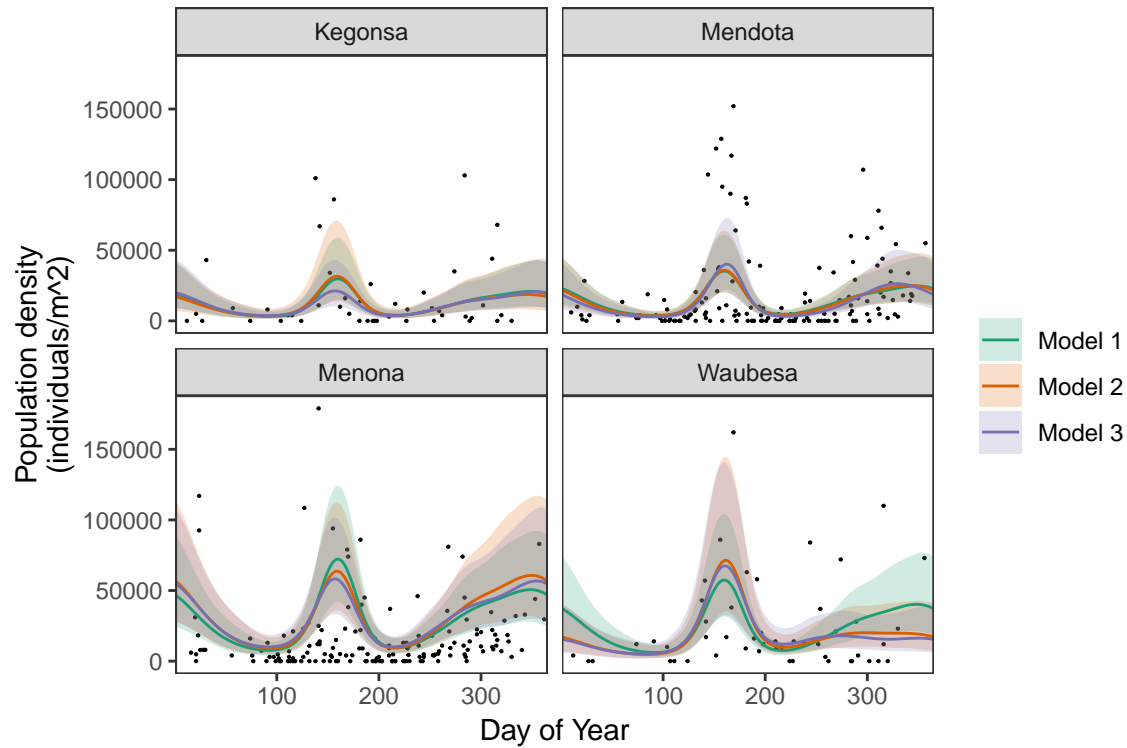 Kegonsa
Mendota
150000
100000
50000
0
Menona
Waubesa
150000
100000
50000
0
100
200
300
100
200
300
Population density
(individuals/m^2)
Day of Year
Model 1
Model 2
Model 3